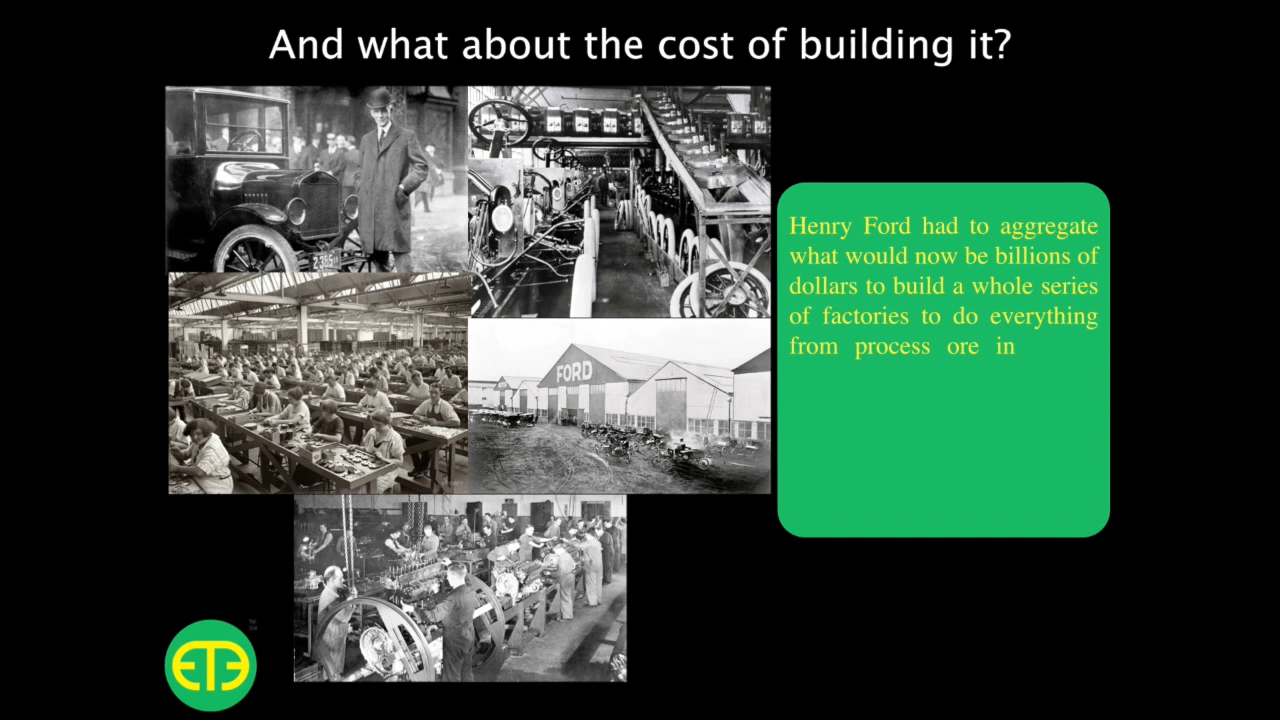 And what about the cost of building it?
Henry Ford had to aggregate
what would now be billions of
dollars to build a whole series
of factories to do everything
from process ore in
FORD
ETE